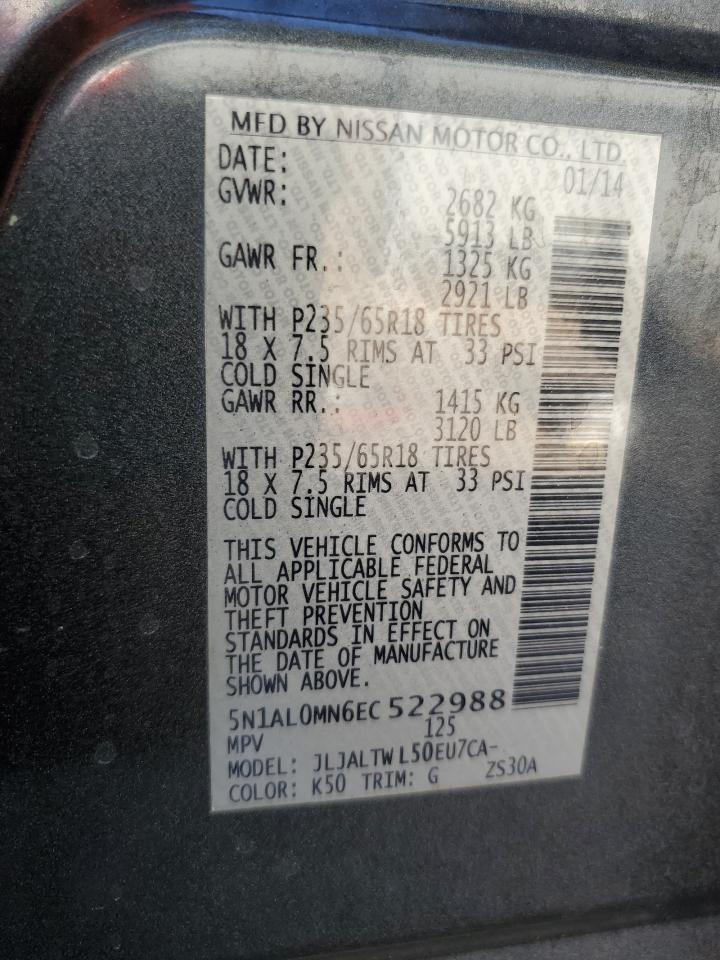 MFD BY NISSAN MOTOR CO., LTD.
DATE: 01/14
GVWR: 2682 KG
5913 LB
GAWR FR.: 1325 KG
2921 LB
WITH P235/65R18 TIRES
18 X 7.5 RIMS AT 33 PSI
COLD SINGLE
GAWR RR.: 1415 KG
3120 LB
WITH P235/65R18 TIRES
18 X 7.5 RIMS AT 33 PSI
COLD SINGLE
THIS VEHICLE CONFORMS TO
ALL APPLICABLE FEDERAL
MOTOR VEHICLE SAFETY AND
THEFT PREVENTION
STANDARDS IN EFFECT ON
THE DATE OF MANUFACTURE
SHOWN ABOVE.
5N1AL0MN6EC 522988
MPV 125
MODEL: JLJALTWL50EU7CA-
COLOR: K50 TRIM: G ZS30A